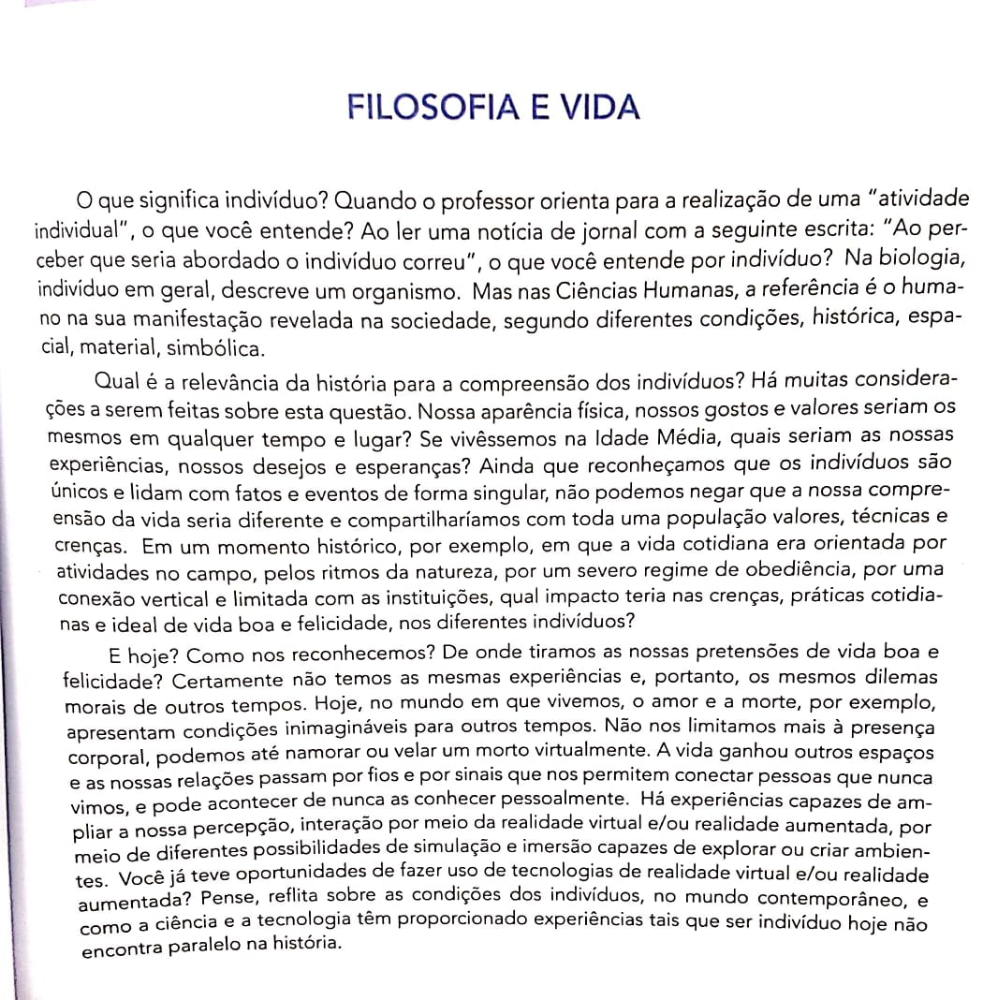 FILOSOFIA E VIDA
O que significa indivíduo? Quando o professor orienta para a realização de uma “atividade
individual”, o que você entende? Ao ler uma notícia de jornal com a seguinte escrita: “Ao per-
ceber que seria abordado o indivíduo correu”, o que você entende por indivíduo? Na biologia,
indivíduo em geral, descreve um organismo. Mas nas Ciências Humanas, a referência é o huma-
no na sua manifestação revelada na sociedade, segundo diferentes condições, histórica, espa-
cial, material, simbólica.
Qual é a relevância da história para a compreensão dos indivíduos? Há muitas considera-
ções a serem feitas sobre esta questão. Nossa aparência física, nossos gostos e valores seriam os
mesmos em qualquer tempo e lugar? Se vivêssemos na Idade Média, quais seriam as nossas
experiências, nossos desejos e esperanças? Ainda que reconheçamos que os indivíduos são
únicos e lidam com fatos e eventos de forma singular, não podemos negar que a nossa compre-
ensão da vida seria diferente e compartilharíamos com toda uma população valores, técnicas e
crenças. Em um momento histórico, por exemplo, em que a vida cotidiana era orientada por
atividades no campo, pelos ritmos da natureza, por um severo regime de obediência, por uma
conexão vertical e limitada com as instituições, qual impacto teria nas crenças, práticas cotidia-
nas e ideal de vida boa e felicidade, nos diferentes indivíduos?
E hoje? Como nos reconhecemos? De onde tiramos as nossas pretensões de vida boa e
felicidade? Certamente não temos as mesmas experiências e, portanto, os mesmos dilemas
morais de outros tempos. Hoje, no mundo em que vivemos, o amor e a morte, por exemplo,
apresentam condições inimagináveis para outros tempos. Não nos limitamos mais à presença
corporal, podemos até namorar ou velar um morto virtualmente. A vida ganhou outros espaços
e as nossas relações passam por fios e por sinais que nos permitem conectar pessoas que nunca
vimos, e pode acontecer de nunca as conhecer pessoalmente. Há experiências capazes de am-
pliar a nossa percepção, interação por meio da realidade virtual e/ou realidade aumentada, por
meio de diferentes possibilidades de simulação e imersão capazes de explorar ou criar ambien-
tes. Você já teve oportunidades de fazer uso de tecnologias de realidade virtual e/ou realidade
aumentada? Pense, reflita sobre as condições dos indivíduos, no mundo contemporâneo, e
como a ciência e a tecnologia têm proporcionado experiências tais que ser indivíduo hoje não
encontra paralelo na história.